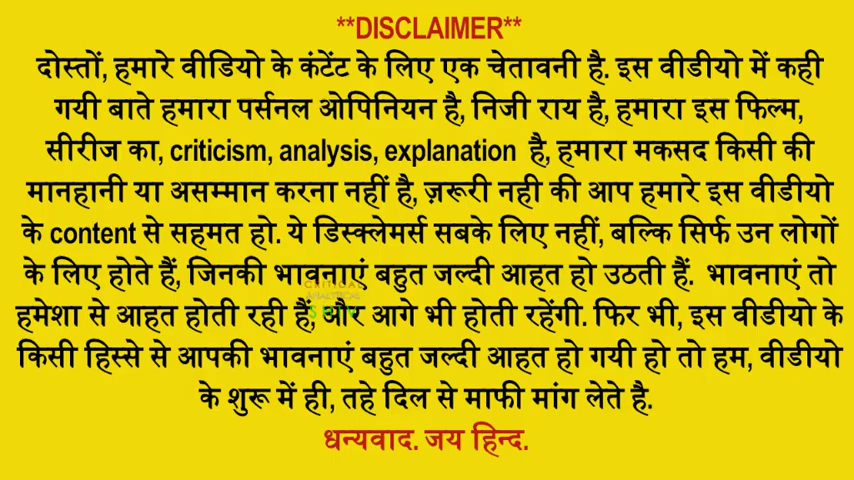 **DISCLAIMER**
दोस्तों, हमारे वीडियो के कंटेंट के लिए एक चेतावनी है. इस वीडीयो में कही
गयी बाते हमारा पर्सनल ओपिनियन है, निजी राय है, हमारा इस फिल्म,
सीरीज का, criticism, analysis, explanation है, हमारा मकसद किसी की
मानहानी या असम्मान करना नहीं है, ज़रूरी नही की आप हमारे इस वीडीयो
के content से सहमत हो. ये डिस्क्लेमर्स सबके लिए नहीं, बल्कि सिर्फ उन लोगों
के लिए होते हैं, जिनकी भावनाएं बहुत जल्दी आहत हो उठती हैं. भावनाएं तो
CRITICAL
हमेशा से आहत होती रही हैं, और आगे भी होती रहेंगी. फिर भी, इस वीडीयो के
किसी हिस्से से आपकी भावनाएं बहुत जल्दी आहत हो गयी हो तो हम, वीडीयो
के शुरू में ही, तहे दिल से माफी मांग लेते है.
धन्यवाद. जय हिन्द.